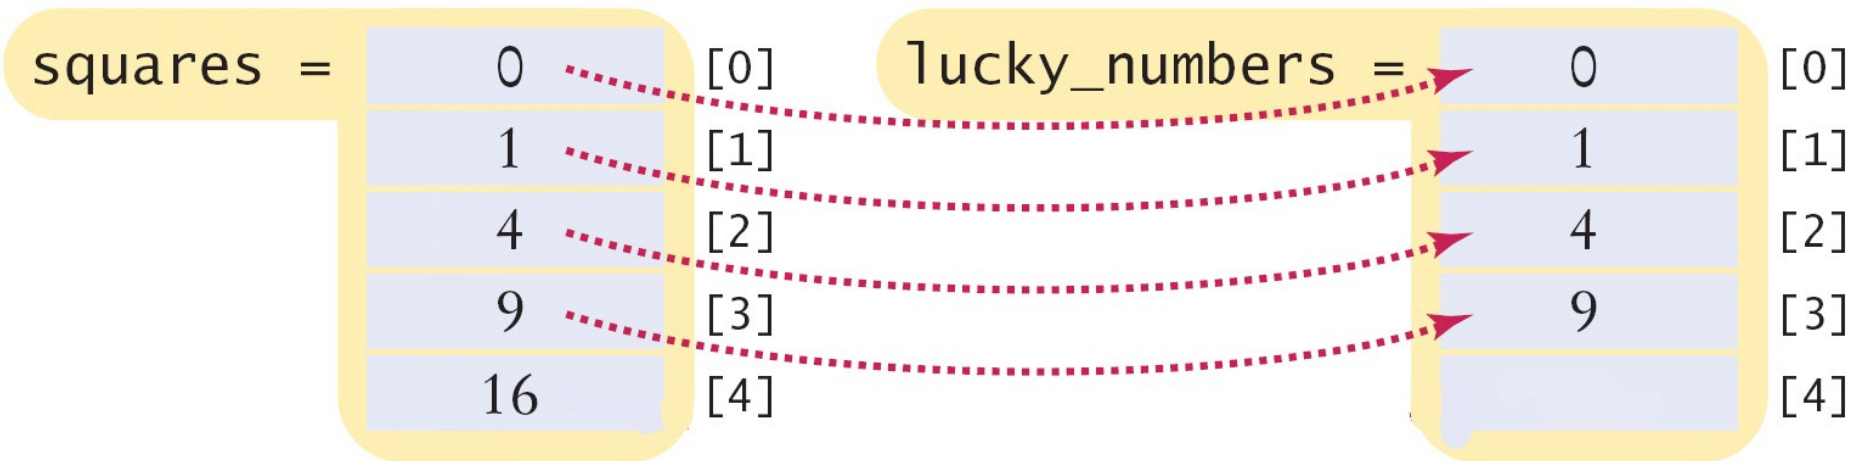 squares = 0 [0] lucky_numbers = 0 [0]
1 [1] 1 [1]
4 [2] 4 [2]
9 [3] 9 [3]
16 [4] [4]